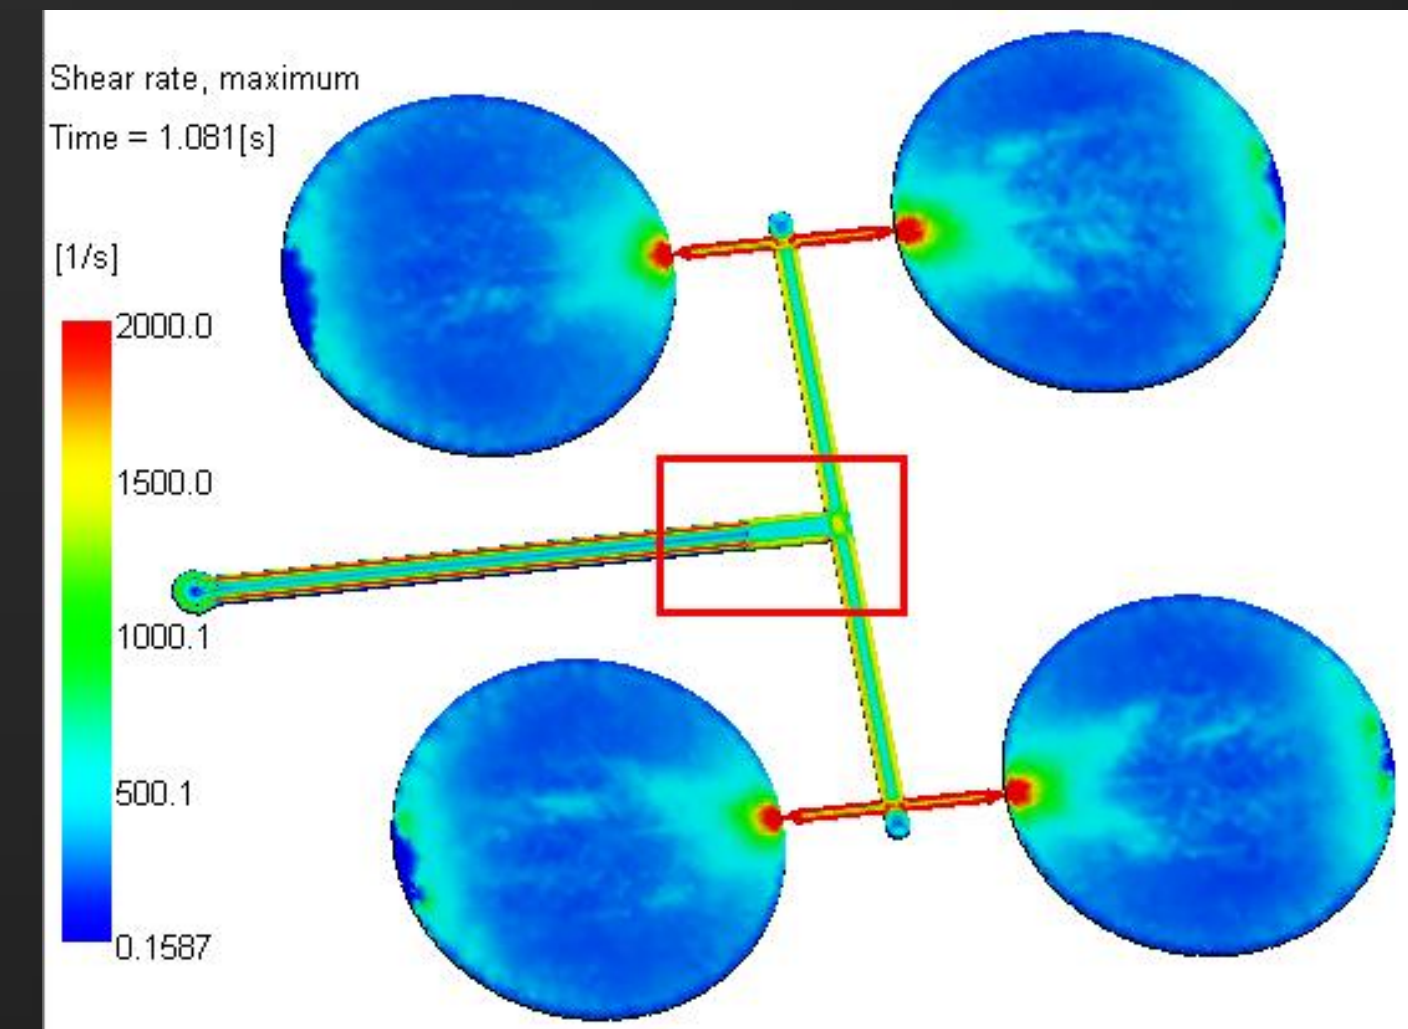 Shear rate, maximum
Time = 1.081[s]
[1/s]
2000.0
1500.0
1000.1
500.1
0.1587